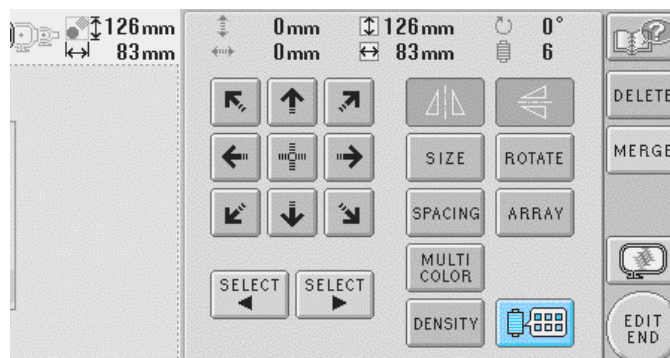 126mm
83mm
0mm 126mm 0°
0mm 83mm 6
DELETE
MERGE
SIZE ROTATE
SPACING ARRAY
MULTI
COLOR
SELECT SELECT
DENSITY
EDIT
END